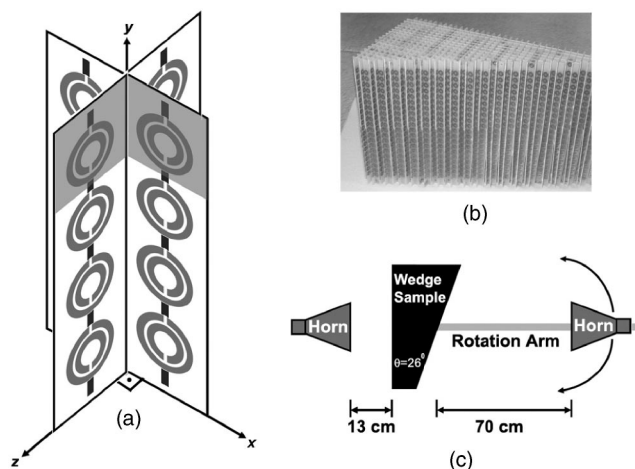 y
z
x
(a)
(b)
Horn
Wedge
Sample
θ=26⁰
Horn
Rotation Arm
13 cm
70 cm
(c)